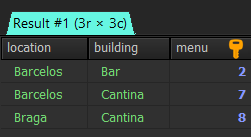 Result #1 (3r × 3c)
location building menu
Barcelos Bar 2
Barcelos Cantina 7
Braga Cantina 8